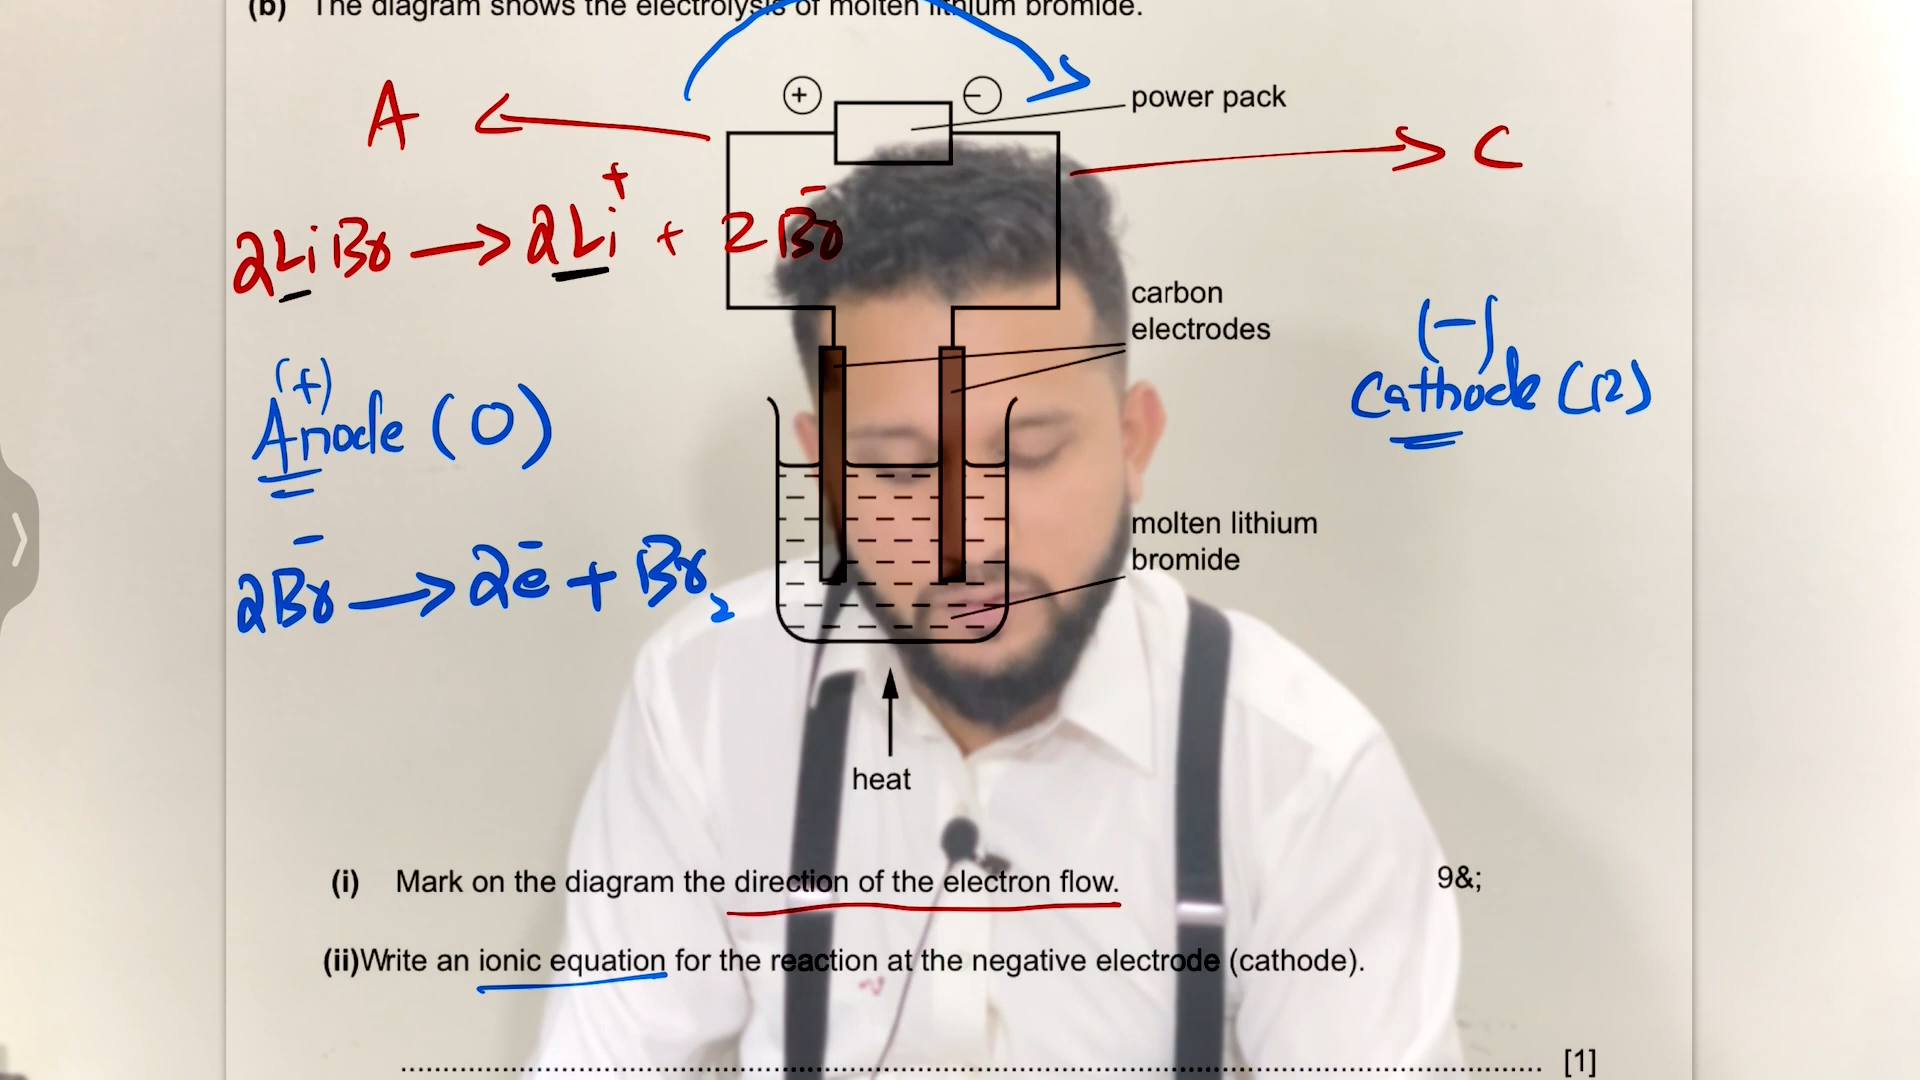 (b) The diagram shows the electrolysis of molten lithium bromide.
+
−
power pack
A
C
2LiBr → 2Li⁺ + 2Br⁻
carbon
electrodes
(+)
Anode (O)
(−)
Cathode (R)
molten lithium
bromide
2Br⁻ → 2e⁻ + Br₂
heat
(i) Mark on the diagram the direction of the electron flow. 9&;
(ii)Write an ionic equation for the reaction at the negative electrode (cathode).
[1]